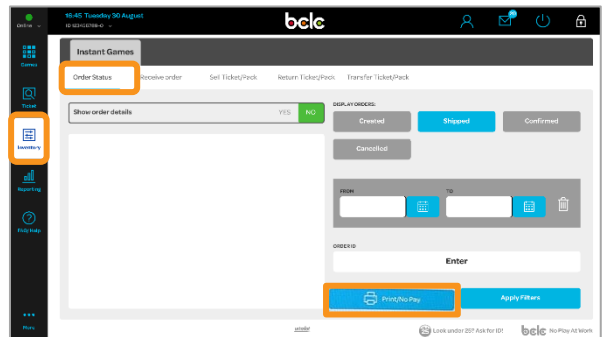 16:45 Tuesday 30 August
bclc
Online
Games
Ticket
Inventory
Reporting
FAQ/Help
More
Instant Games
Order Status Receive order Sell Ticket/Pack Return Ticket/Pack Transfer Ticket/Pack
Show order details YES NO
DISPLAY ORDERS:
Created Shipped Confirmed
Cancelled
FROM TO
ORDER ID
Enter
Print/No Pay Apply Filters
Look under 25? Ask for ID! bclc No Play At Work